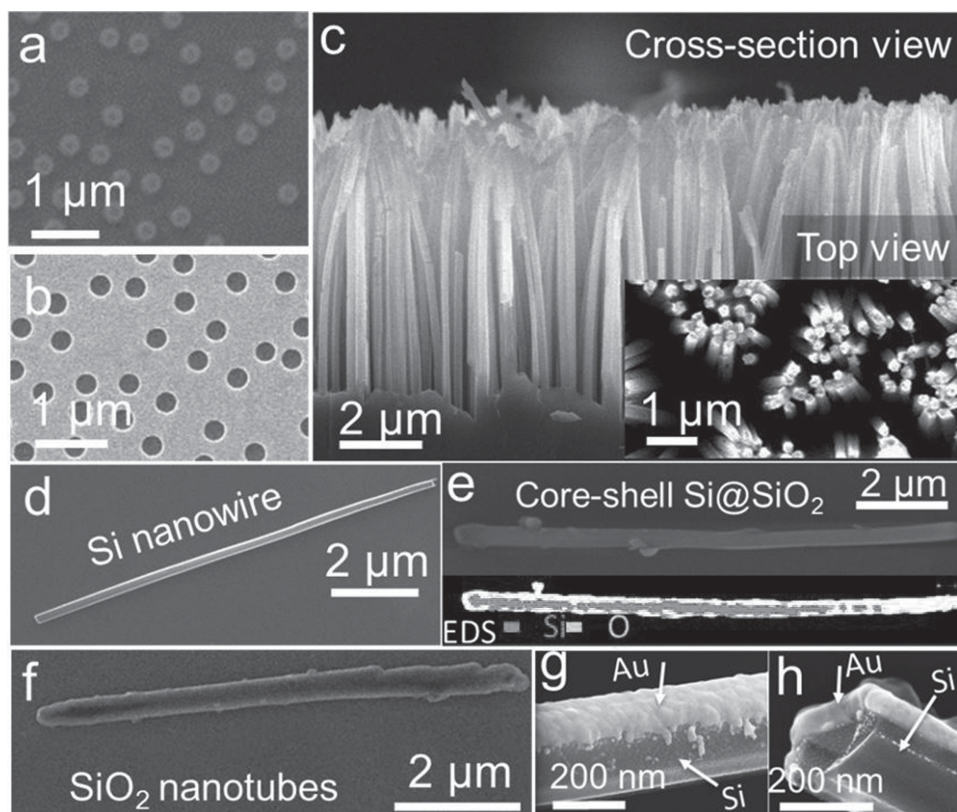 a
1 μm
b
1 μm
c
Cross-section view
Top view
2 μm
1 μm
d
Si nanowire
2 μm
e
Core-shell Si@SiO₂
2 μm
EDS Si O
f
SiO₂ nanotubes
2 μm
g
Au
Si
200 nm
h
Au
Si
200 nm